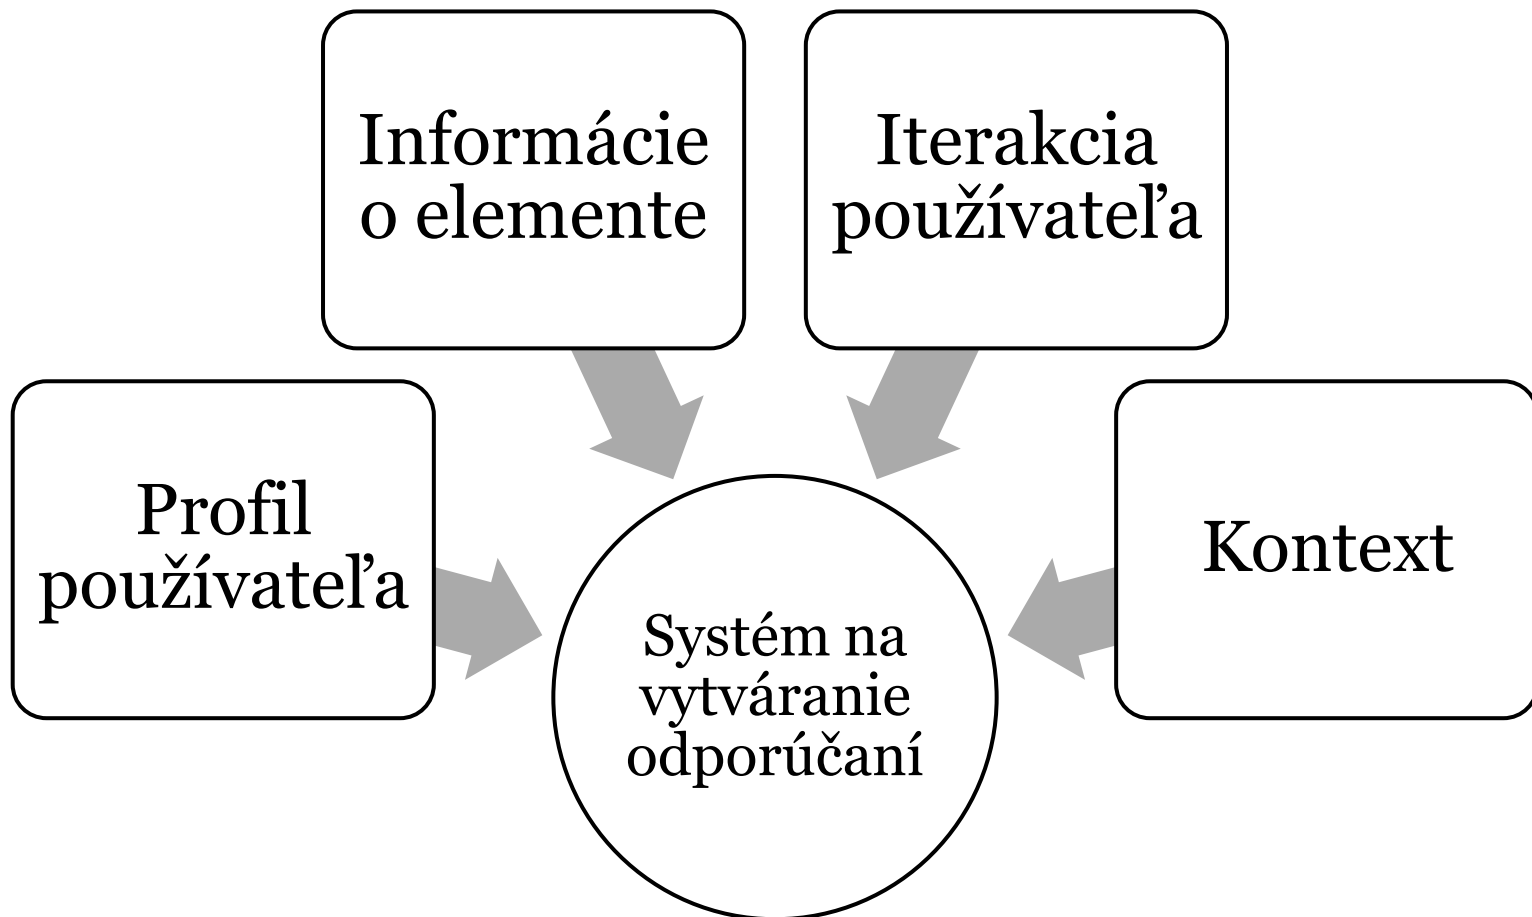 Informácie
o elemente
Iterakcia
používateľa
Profil
používateľa
Kontext
Systém na
vytváranie
odporúčaní